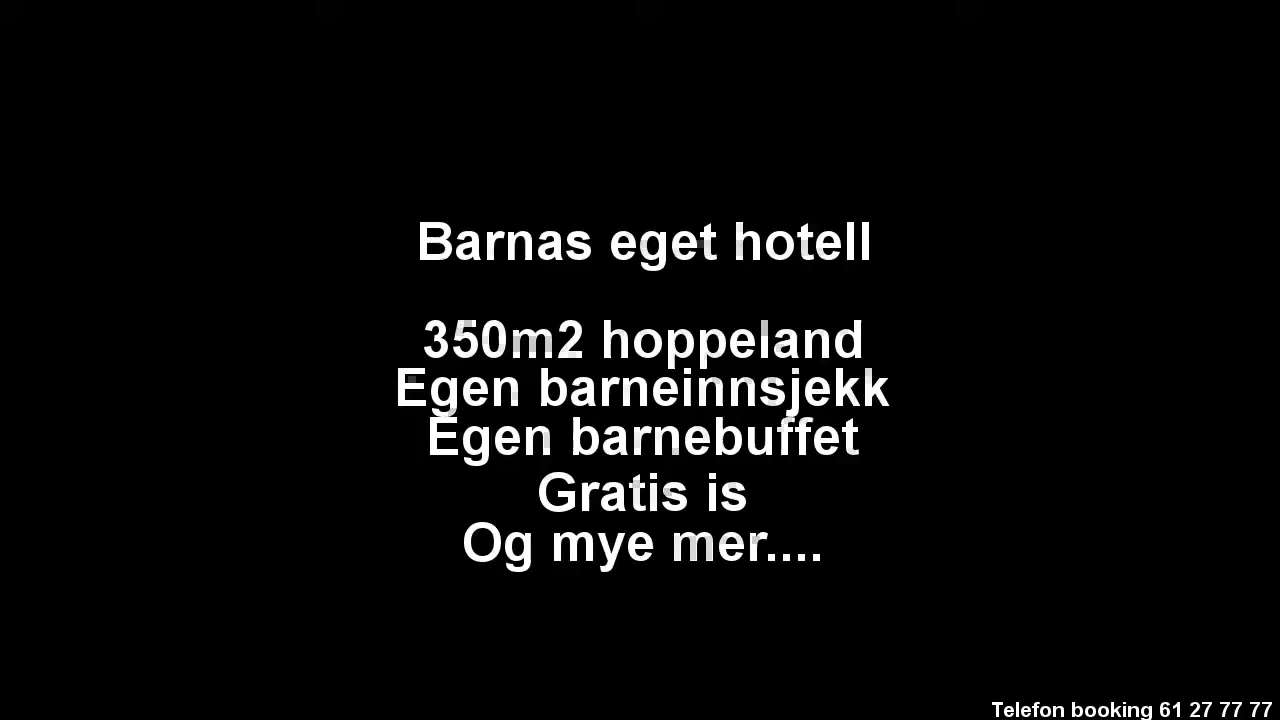 Barnas eget hotell
350m2 hoppeland
Egen barneinnsjekk
Egen barnebuffet
Gratis is
Og mye mer....
Telefon booking 61 27 77 77